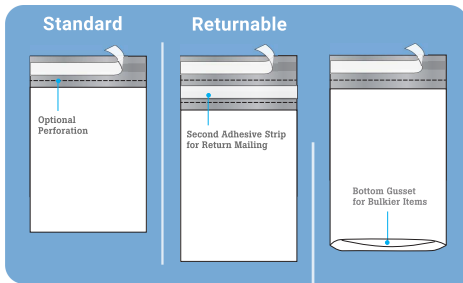 Standard
Returnable
Optional
Perforation
Second Adhesive Strip
for Return Mailing
Bottom Gusset
for Bulkier Items